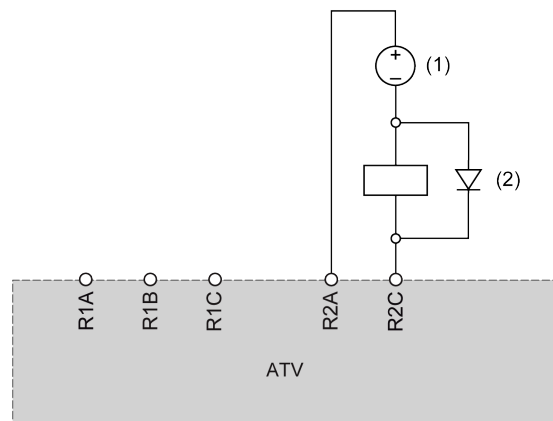 +
(1)
−
(2)
R1A
R1B
R1C
R2A
R2C
ATV